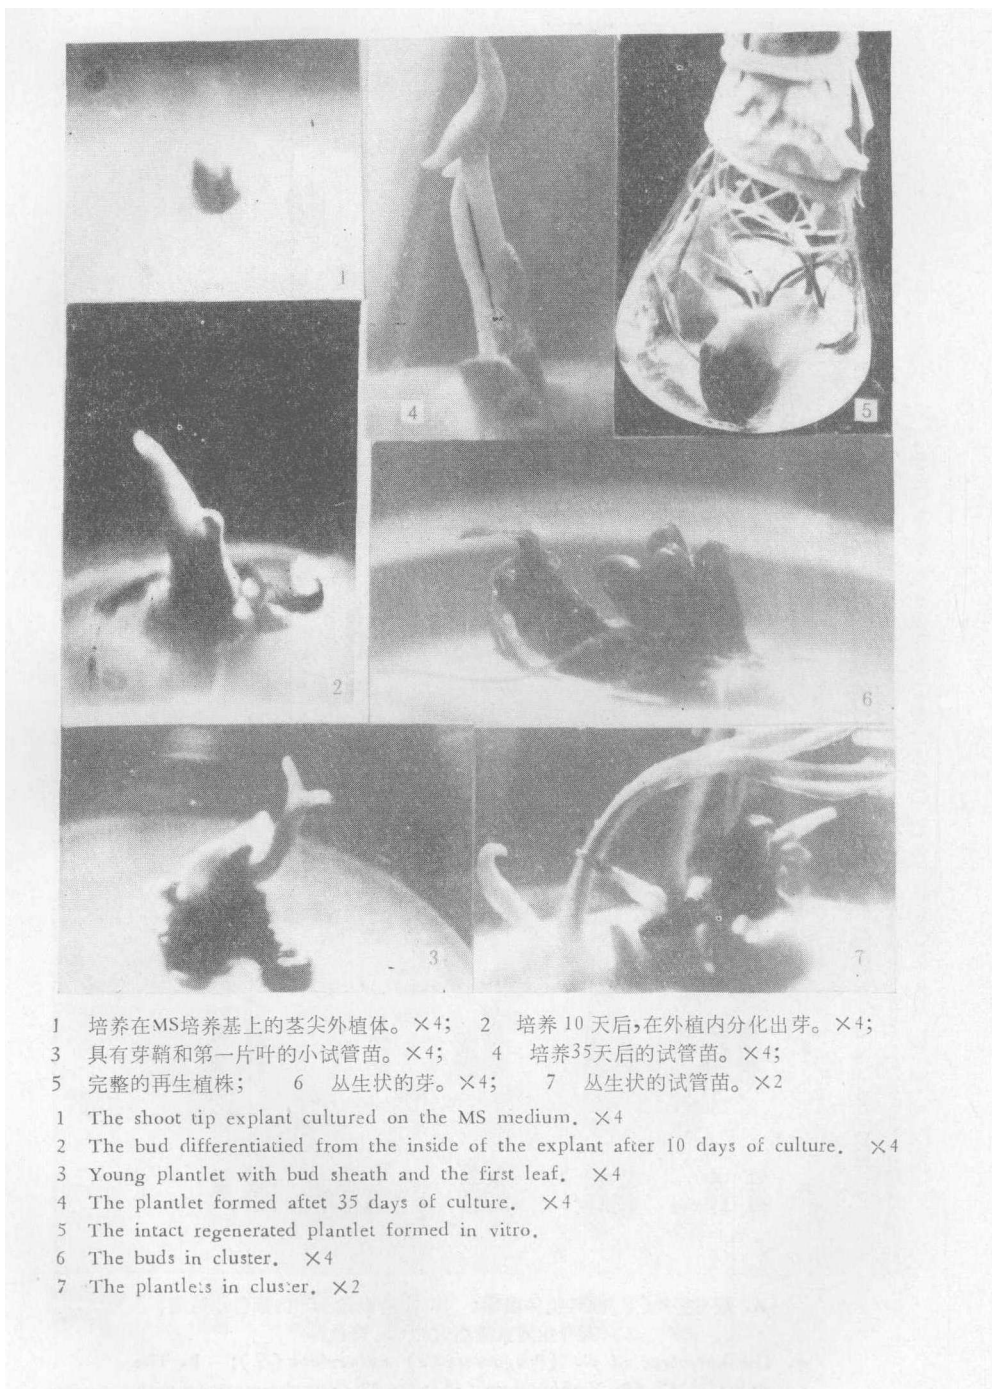 1
4
5
2
6
3
7
1 培养在MS培养基上的茎尖外植体。×4; 2 培养10天后,在外植内分化出芽。×4;
3 具有芽鞘和第一片叶的小试管苗。×4; 4 培养35天后的试管苗。×4;
5 完整的再生植株; 6 丛生状的芽。×4; 7 丛生状的试管苗。×2
1 The shoot tip explant cultured on the MS medium. ×4
2 The bud differentiatied from the inside of the explant after 10 days of culture. ×4
3 Young plantlet with bud sheath and the first leaf. ×4
4 The plantlet formed aftet 35 days of culture. ×4
5 The intact regenerated plantlet formed in vitro.
6 The buds in cluster. ×4
7 The plantlets in cluster. ×2